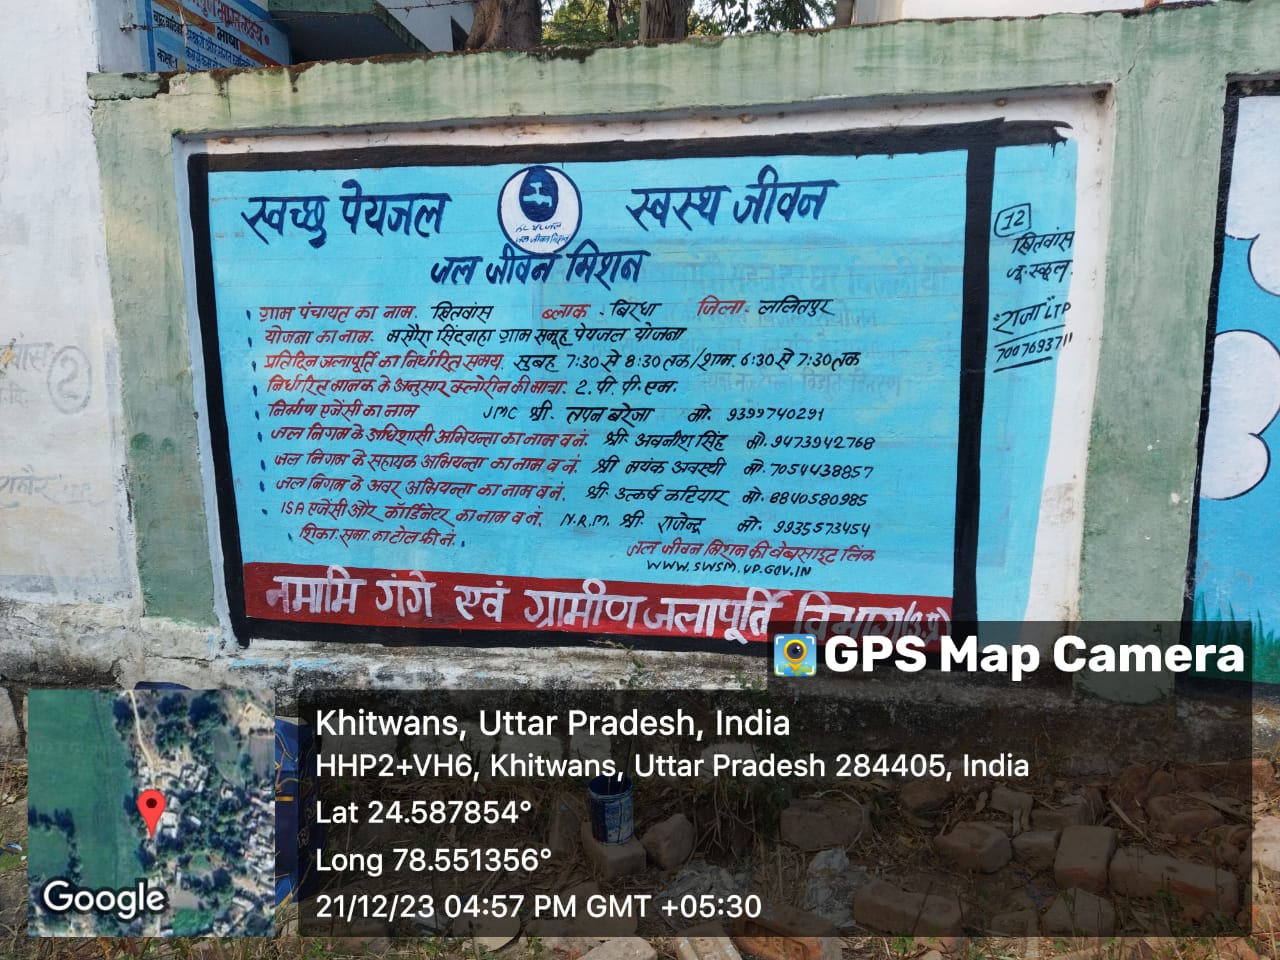 भाषा
कक्षा-1
स्वच्छ पेयजल
स्वस्थ जीवन
जल जीवन मिशन
ग्राम पंचायत का नाम. खितवांस ब्लाक - बिरधा जिला - ललितपुर
योजना का नाम. मसौरा सिंदवाहा ग्राम समूह पेयजल योजना
प्रतिदिन जलापूर्ति का निर्धारित समय. सुबह 7:30 से 8:30 तक / शाम 6:30 से 7:30 तक
निर्धारित मानक के अनुसार क्लोरीन की मात्रा. 2. पी. पी. एम.
निर्माण एजेंसी का नाम JMC श्री. तपन बरेजा मो. 9399740291
जल निगम के अधिशासी अभियन्ता का नाम व नं. श्री. अवनीश सिंह मो. 9473942768
जल निगम के सहायक अभियन्ता का नाम व नं. श्री मयंक अवस्थी मो. 7054438857
जल निगम के अवर अभियन्ता का नाम व नं. श्री. उत्कर्ष कटियार मो. 8840580985
ISA एजेंसी और कॉर्डिनेटर का नाम व नं. N.R.M. श्री. राजेन्द्र मो. 9935573454
शिका. समा. का टोल फ्री नं.
जल जीवन मिशन की वेबसाइट लिंक
WWW.SWSM.UP.GOV.IN
नमामि गंगे एवं ग्रामीण जलापूर्ति विभाग (उ.प्र)
12
खितवांस
जू. स्कूल.
राजा LTP
700769371
2
GPS Map Camera
Khitwans, Uttar Pradesh, India
HHP2+VH6, Khitwans, Uttar Pradesh 284405, India
Lat 24.587854°
Long 78.551356°
21/12/23 04:57 PM GMT +05:30
Google